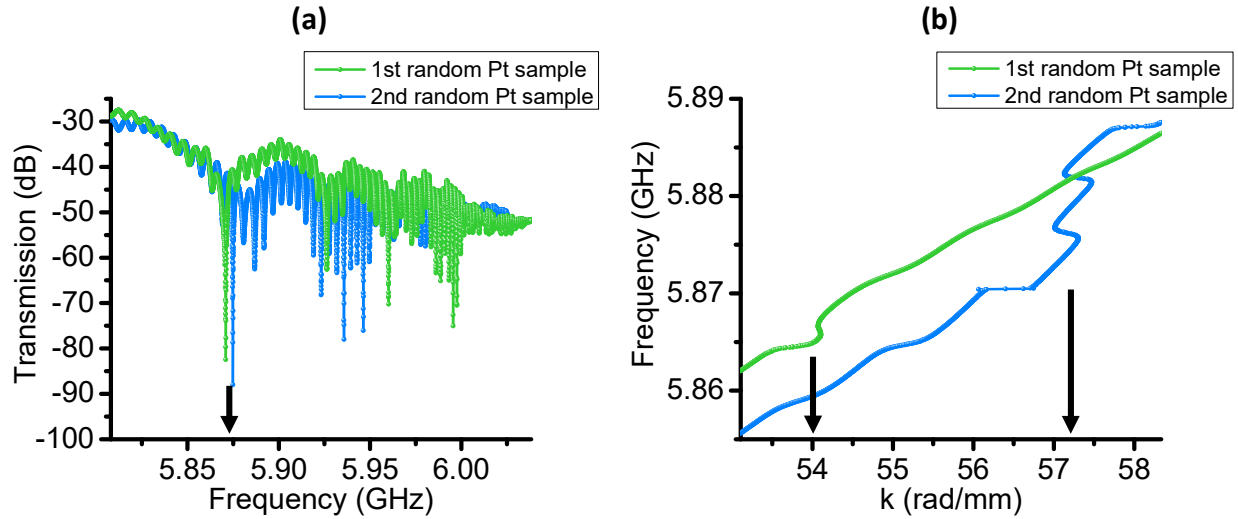 (a)
1st random Pt sample
2nd random Pt sample
Transmission (dB)
-30
-40
-50
-60
-70
-80
-90
-100
5.85
5.90
5.95
6.00
Frequency (GHz)
(b)
1st random Pt sample
2nd random Pt sample
Frequency (GHz)
5.89
5.88
5.87
5.86
54
55
56
57
58
k (rad/mm)